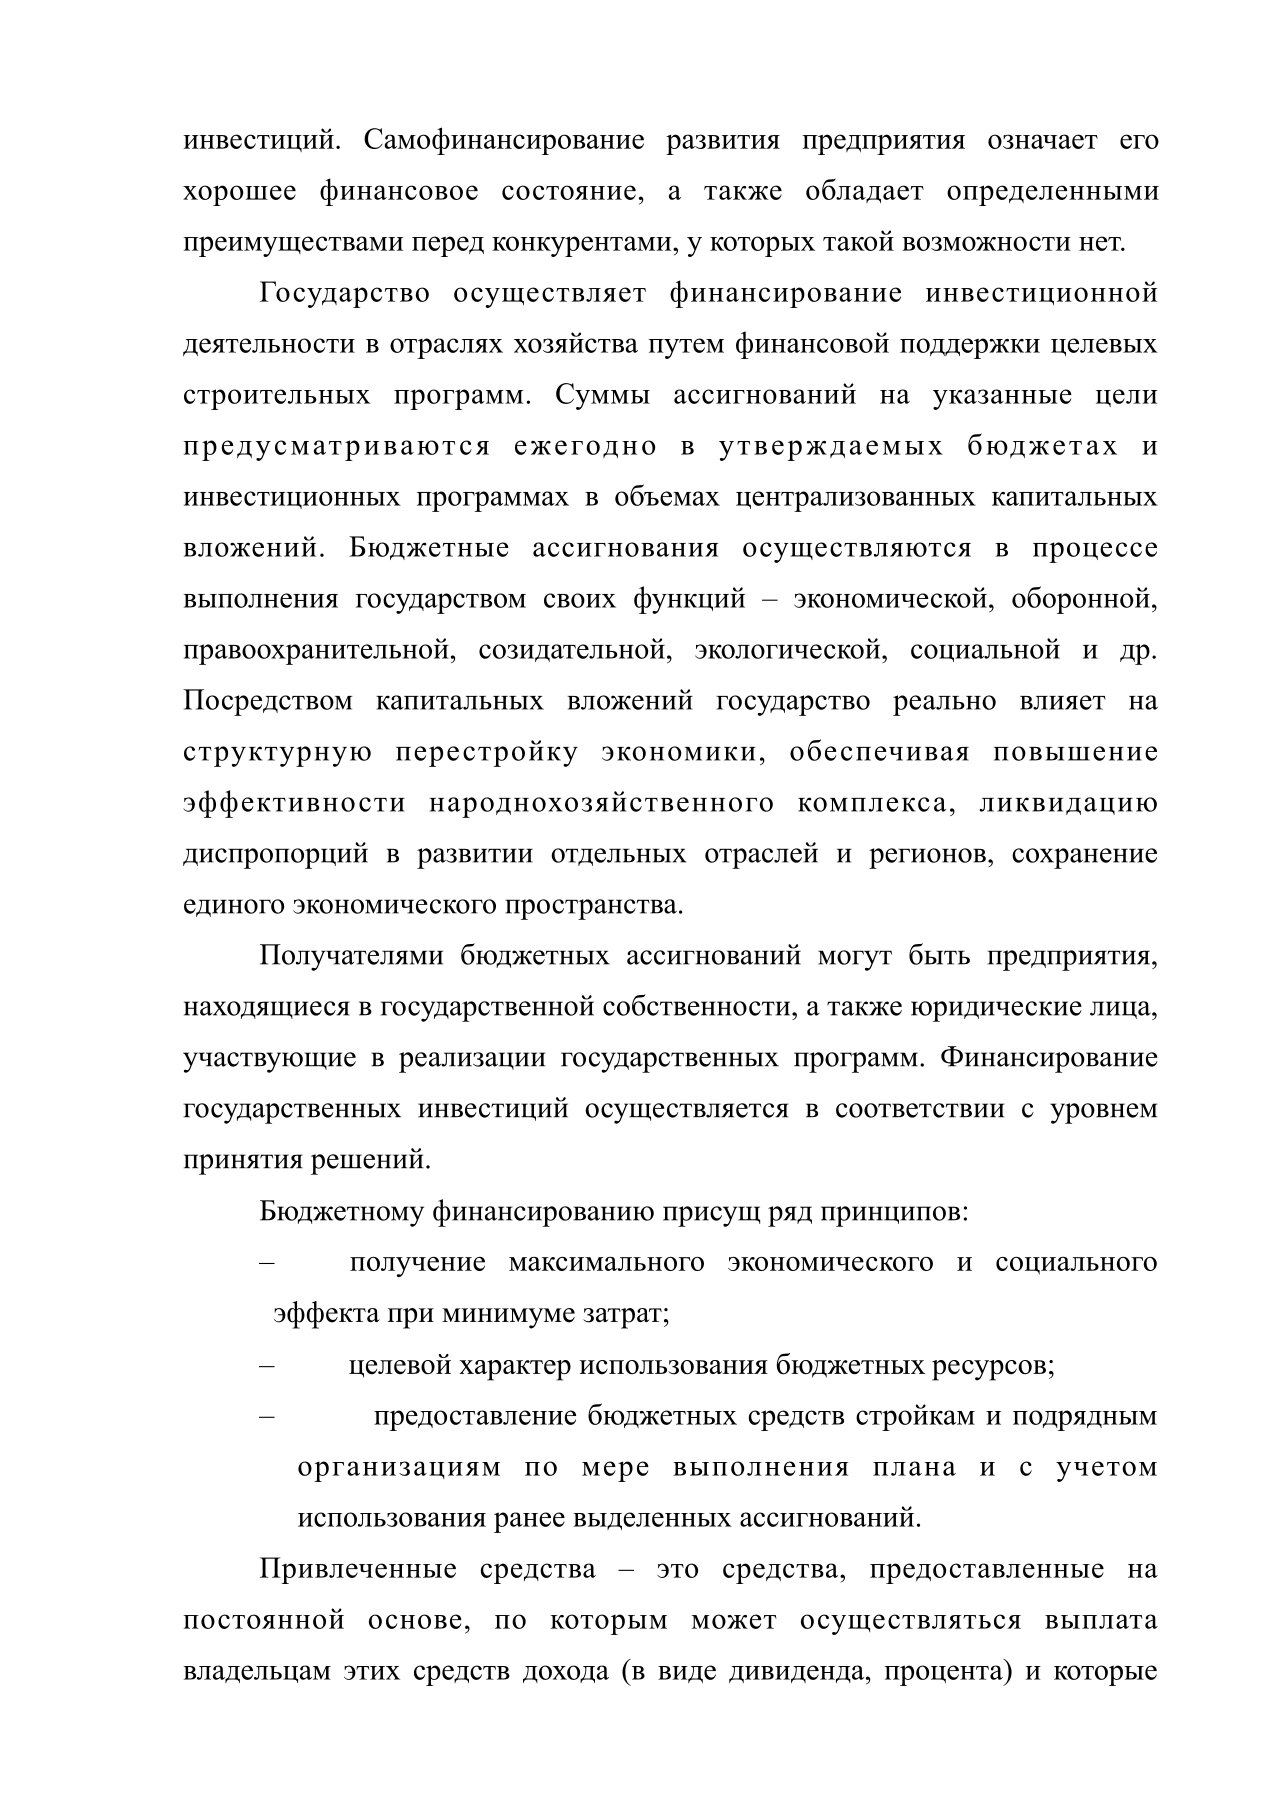 инвестиций. Самофинансирование развития предприятия означает его
хорошее финансовое состояние, а также обладает определенными
преимуществами перед конкурентами, у которых такой возможности нет.
Государство осуществляет финансирование инвестиционной
деятельности в отраслях хозяйства путем финансовой поддержки целевых
строительных программ. Суммы ассигнований на указанные цели
предусматриваются ежегодно в утверждаемых бюджетах и
инвестиционных программах в объемах централизованных капитальных
вложений. Бюджетные ассигнования осуществляются в процессе
выполнения государством своих функций – экономической, оборонной,
правоохранительной, созидательной, экологической, социальной и др.
Посредством капитальных вложений государство реально влияет на
структурную перестройку экономики, обеспечивая повышение
эффективности народнохозяйственного комплекса, ликвидацию
диспропорций в развитии отдельных отраслей и регионов, сохранение
единого экономического пространства.
Получателями бюджетных ассигнований могут быть предприятия,
находящиеся в государственной собственности, а также юридические лица,
участвующие в реализации государственных программ. Финансирование
государственных инвестиций осуществляется в соответствии с уровнем
принятия решений.
Бюджетному финансированию присущ ряд принципов:
– получение максимального экономического и социального
эффекта при минимуме затрат;
– целевой характер использования бюджетных ресурсов;
– предоставление бюджетных средств стройкам и подрядным
организациям по мере выполнения плана и с учетом
использования ранее выделенных ассигнований.
Привлеченные средства – это средства, предоставленные на
постоянной основе, по которым может осуществляться выплата
владельцам этих средств дохода (в виде дивиденда, процента) и которые